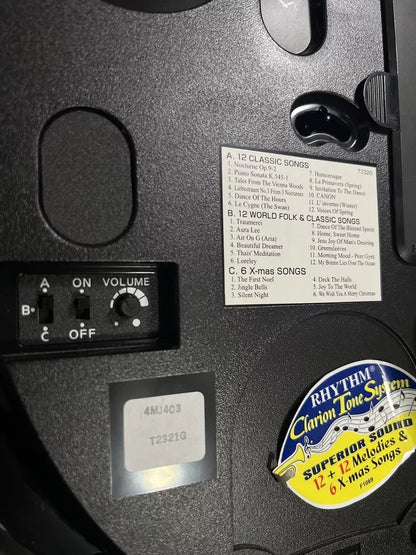 A. 12 CLASSIC SONGS
73320
1. Nocturne Op.9-2
2. Piano Sonata K.545-1
3. Tales From The Vienna Woods
4. Liebestraum No.3 From 3 Nocturnes
5. Dance Of The Hours
6. Le Cygne (The Swan)
7. Humoresque
8. La Primavera (Spring)
9. Invitation To The Dance
10. CANON
11. L' inverno (Winter)
12. Voices Of Spring
B. 12 WORLD FOLK & CLASSIC SONGS
1. Traumerei
2. Aura Lee
3. Air On G (Aria)
4. Beautiful Dreamer
5. Thais' Meditation
6. Loreley
7. Dance Of The Blessed Spirits
8. Home, Sweet Home
9. Jesu Joy Of Man's Desiring
10. Greensleeves
11. Morning Mood - Peer Gynt
12. My Bonnie Lies Over The Ocean
C. 6 X-mas SONGS
1. The First Noel
2. Jingle Bells
3. Silent Night
4. Deck The Halls
5. Joy To The World
6. We Wish You A Merry Christmas
A ON VOLUME
B
C OFF
4MJ403
T2321G
RHYTHM®
Clarion Tone System
SUPERIOR SOUND
12 + 12 Melodies &
6 X-mas Songs
F1069